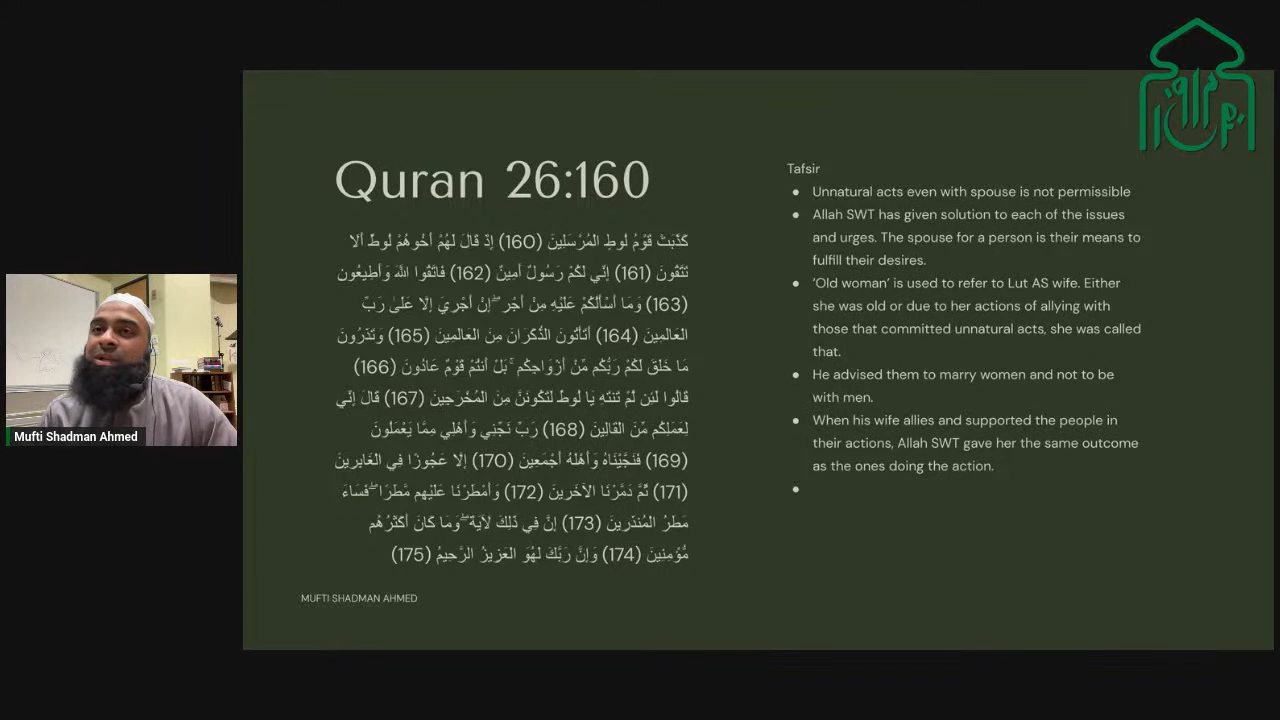 Quran 26:160
كَذَّبَتْ قَوْمُ لُوطٍ الْمُرْسَلِينَ (160) إِذْ قَالَ لَهُمْ أَخُوهُمْ لُوطٌ أَلَا
تَتَّقُونَ (161) إِنِّي لَكُمْ رَسُولٌ أَمِينٌ (162) فَاتَّقُوا اللَّهَ وَأَطِيعُونِ
(163) وَمَا أَسْأَلُكُمْ عَلَيْهِ مِنْ أَجْرٍ ۖ إِنْ أَجْرِيَ إِلَّا عَلَىٰ رَبِّ
الْعَالَمِينَ (164) أَتَأْتُونَ الذُّكْرَانَ مِنَ الْعَالَمِينَ (165) وَتَذَرُونَ
مَا خَلَقَ لَكُمْ رَبُّكُم مِّنْ أَزْوَاجِكُم ۚ بَلْ أَنتُمْ قَوْمٌ عَادُونَ (166)
قَالُوا لَئِن لَّمْ تَنتَهِ يَا لُوطُ لَتَكُونَنَّ مِنَ الْمُخْرَجِينَ (167) قَالَ إِنِّي
لِعَمَلِكُم مِّنَ الْقَالِينَ (168) رَبِّ نَجِّنِي وَأَهْلِي مِمَّا يَعْمَلُونَ
(169) فَنَجَّيْنَاهُ وَأَهْلَهُ أَجْمَعِينَ (170) إِلَّا عَجُوزًا فِي الْغَابِرِينَ
(171) ثُمَّ دَمَّرْنَا الْآخَرِينَ (172) وَأَمْطَرْنَا عَلَيْهِم مَّطَرًا ۖ فَسَاءَ
مَطَرُ الْمُنذَرِينَ (173) إِنَّ فِي ذَٰلِكَ لَآيَةً ۖ وَمَا كَانَ أَكْثَرُهُم
مُّؤْمِنِينَ (174) وَإِنَّ رَبَّكَ لَهُوَ الْعَزِيزُ الرَّحِيمُ (175)
MUFTI SHADMAN AHMED
Tafsir
● Unnatural acts even with spouse is not permissible
● Allah SWT has given solution to each of the issues
and urges. The spouse for a person is their means to
fulfill their desires.
● ‘Old woman’ is used to refer to Lut AS wife. Either
she was old or due to her actions of allying with
those that committed unnatural acts, she was called
that.
● He advised them to marry women and not to be
with men.
● When his wife allies and supported the people in
their actions, Allah SWT gave her the same outcome
as the ones doing the action.
●
Mufti Shadman Ahmed